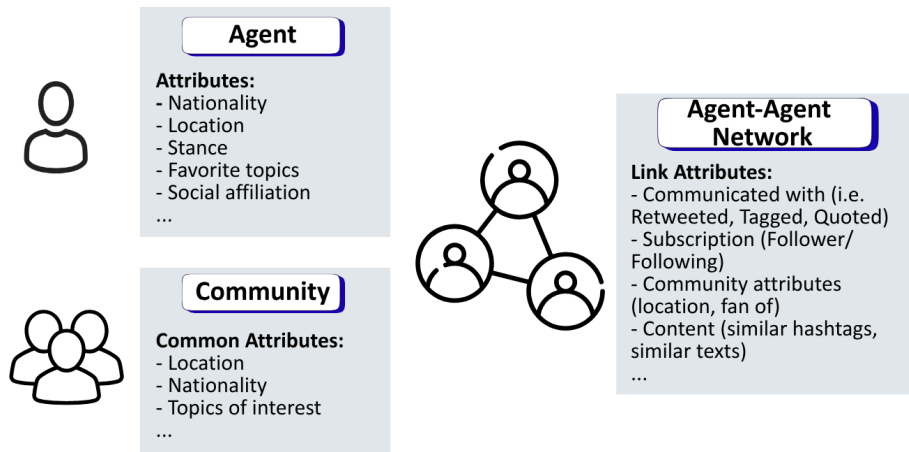 Agent
Attributes:
- Nationality
- Location
- Stance
- Favorite topics
- Social affiliation
...
Community
Common Attributes:
- Location
- Nationality
- Topics of interest
...
Agent-Agent
Network
Link Attributes:
- Communicated with (i.e.
Retweeted, Tagged, Quoted)
- Subscription (Follower/
Following)
- Community attributes
(location, fan of)
- Content (similar hashtags,
similar texts)
...